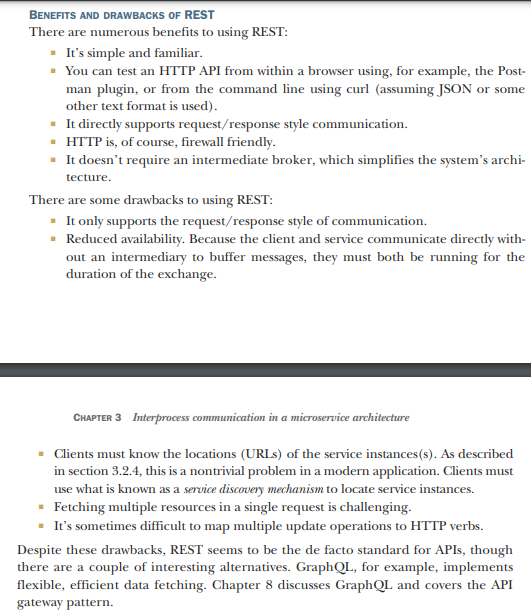 BENEFITS AND DRAWBACKS OF REST
There are numerous benefits to using REST:
▪ It's simple and familiar.
▪ You can test an HTTP API from within a browser using, for example, the Post-
man plugin, or from the command line using curl (assuming JSON or some
other text format is used).
▪ It directly supports request/response style communication.
▪ HTTP is, of course, firewall friendly.
▪ It doesn't require an intermediate broker, which simplifies the system's archi-
tecture.
There are some drawbacks to using REST:
▪ It only supports the request/response style of communication.
▪ Reduced availability. Because the client and service communicate directly with-
out an intermediary to buffer messages, they must both be running for the
duration of the exchange.
CHAPTER 3 Interprocess communication in a microservice architecture
▪ Clients must know the locations (URLs) of the service instances(s). As described
in section 3.2.4, this is a nontrivial problem in a modern application. Clients must
use what is known as a service discovery mechanism to locate service instances.
▪ Fetching multiple resources in a single request is challenging.
▪ It's sometimes difficult to map multiple update operations to HTTP verbs.
Despite these drawbacks, REST seems to be the de facto standard for APIs, though
there are a couple of interesting alternatives. GraphQL, for example, implements
flexible, efficient data fetching. Chapter 8 discusses GraphQL and covers the API
gateway pattern.